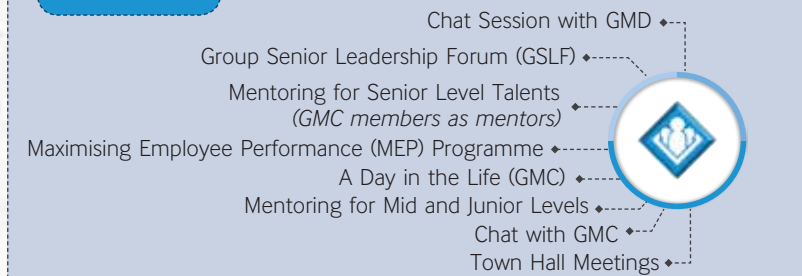 Chat Session with GMD
Group Senior Leadership Forum (GSLF)
Mentoring for Senior Level Talents
(GMC members as mentors)
Maximising Employee Performance (MEP) Programme
A Day in the Life (GMC)
Mentoring for Mid and Junior Levels
Chat with GMC
Town Hall Meetings